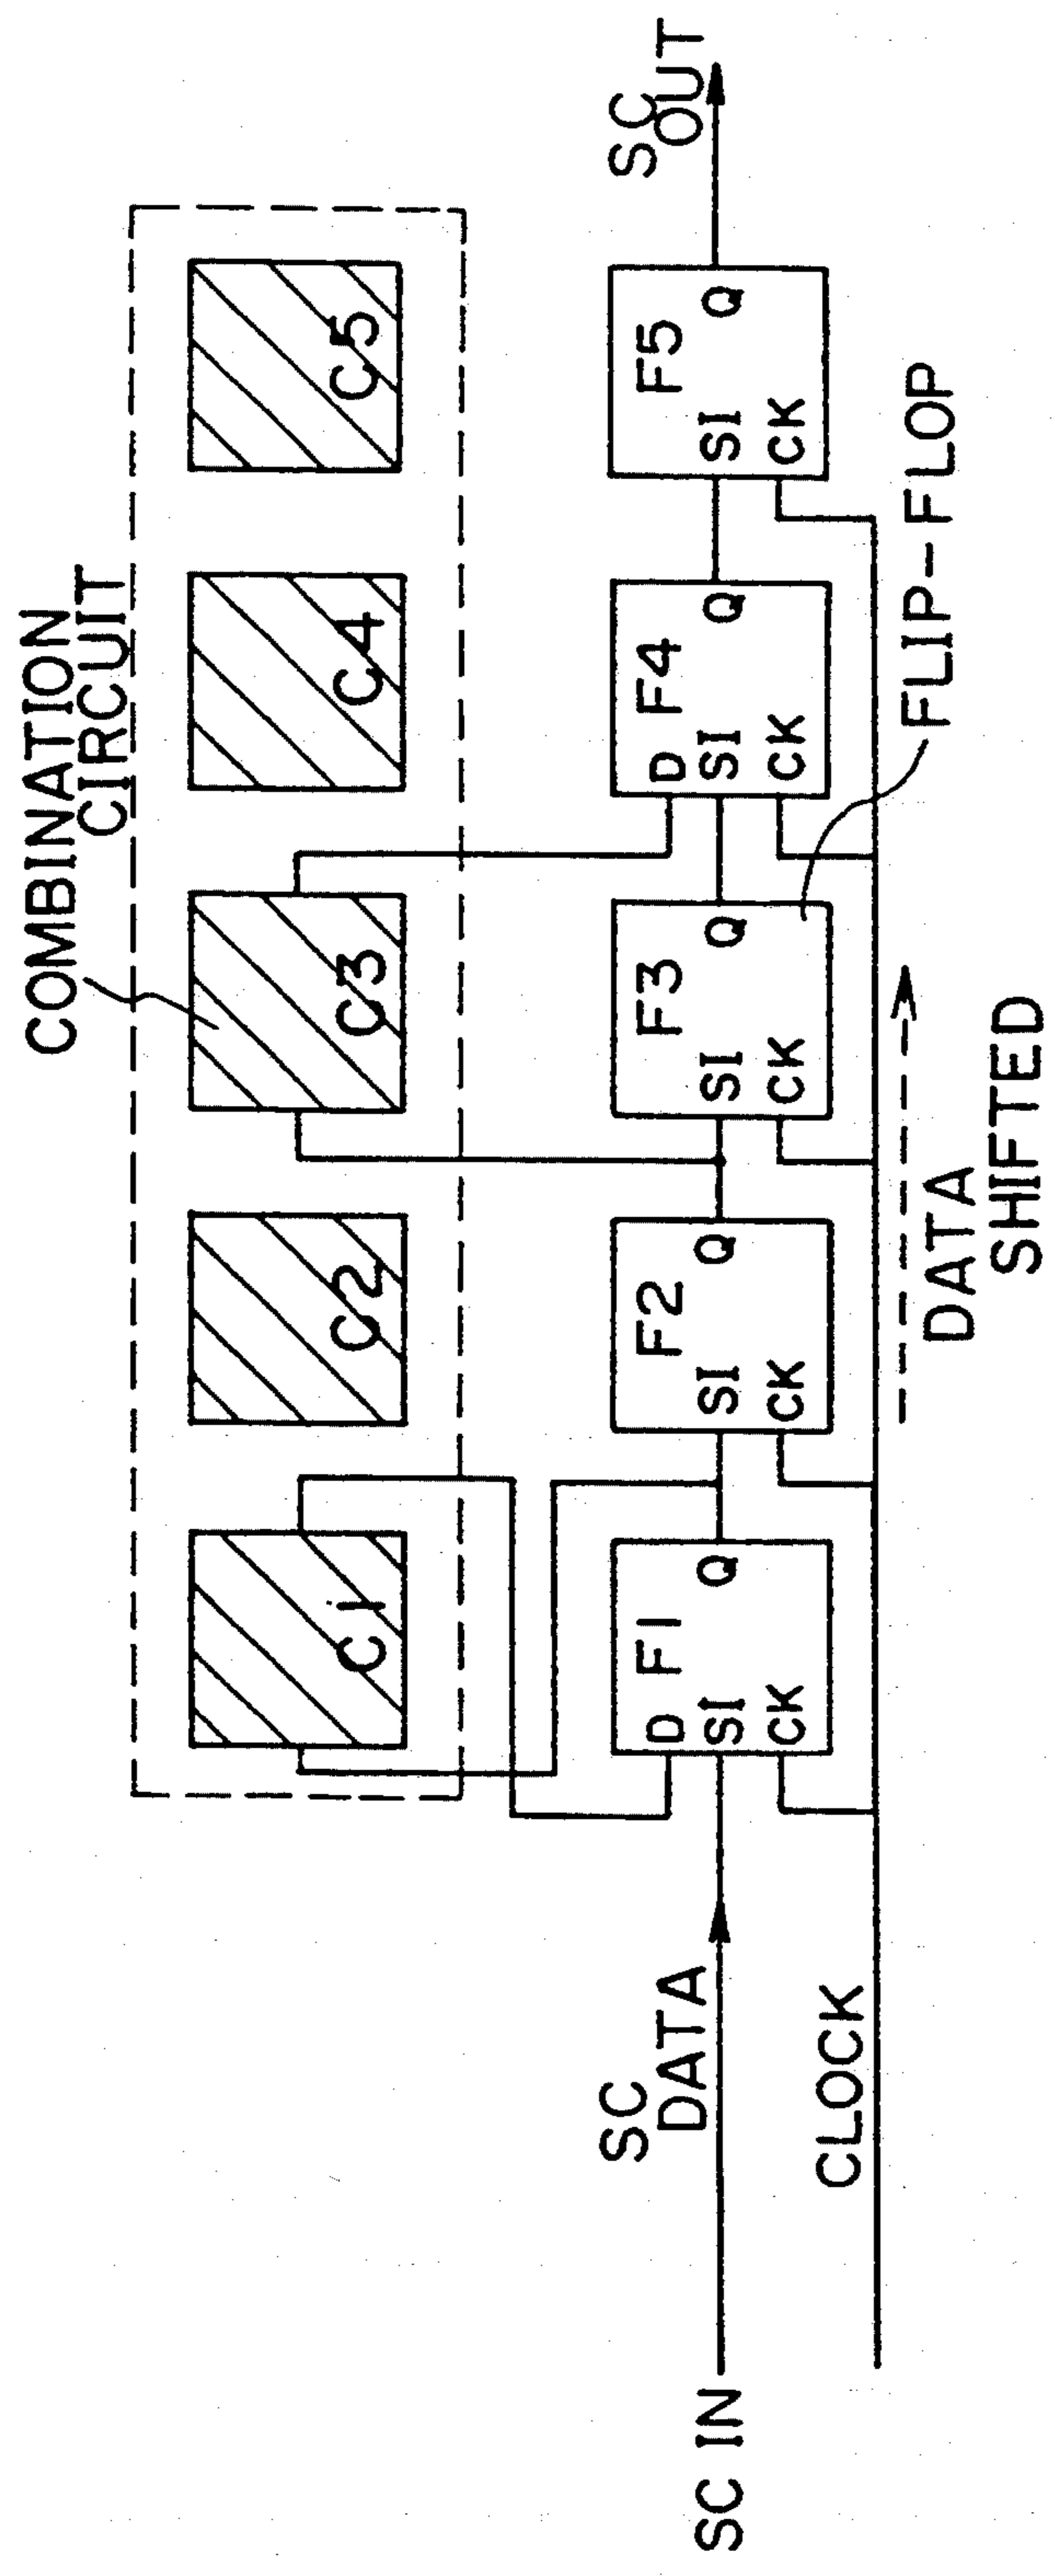 COMBINATION
CIRCUIT
C1
C2
C3
C4
C5
SC
DATA
SC IN
D F1
SI Q
CK
F2
SI Q
CK
F3
SI Q
CK
D F4
SI Q
CK
F5
SI Q
CK
SC
OUT
CLOCK
FLIP-FLOP
DATA
SHIFTED